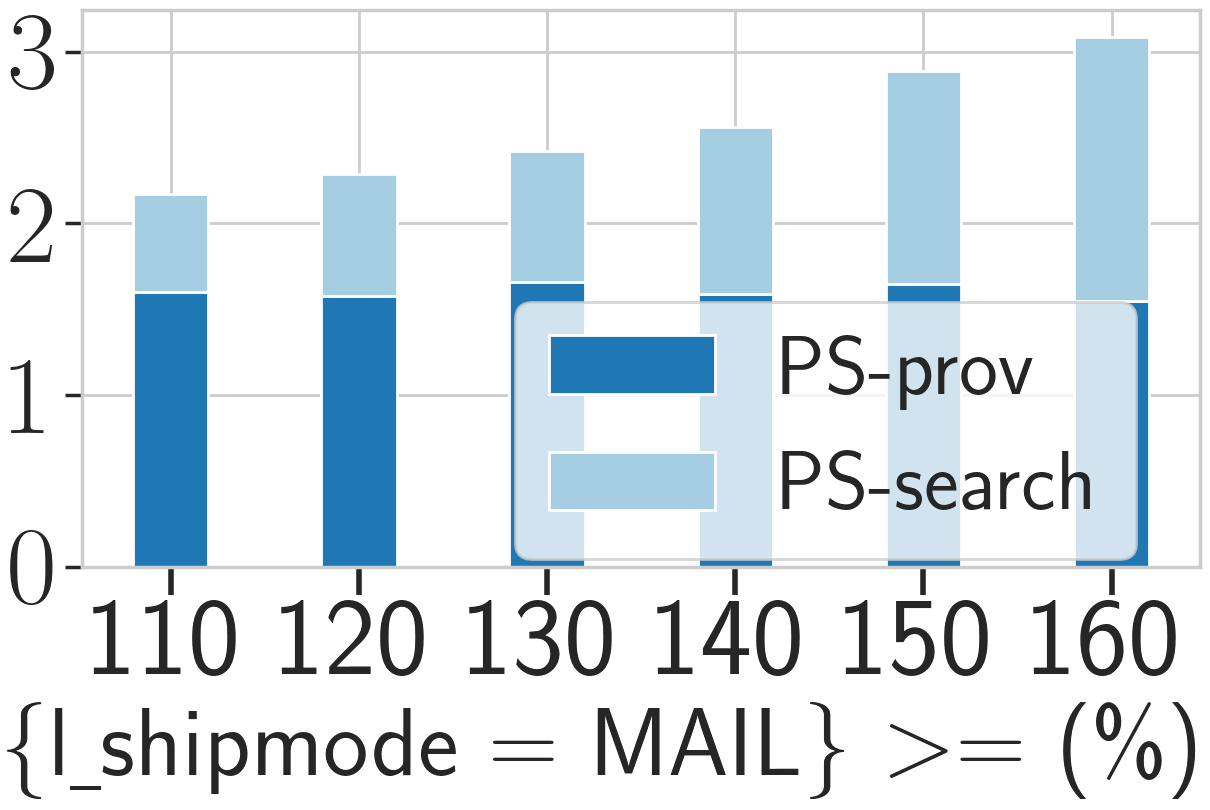 3
2
1
0
PS-prov
PS-search
110 120 130 140 150 160
{l_shipmode = MAIL} >= (%)